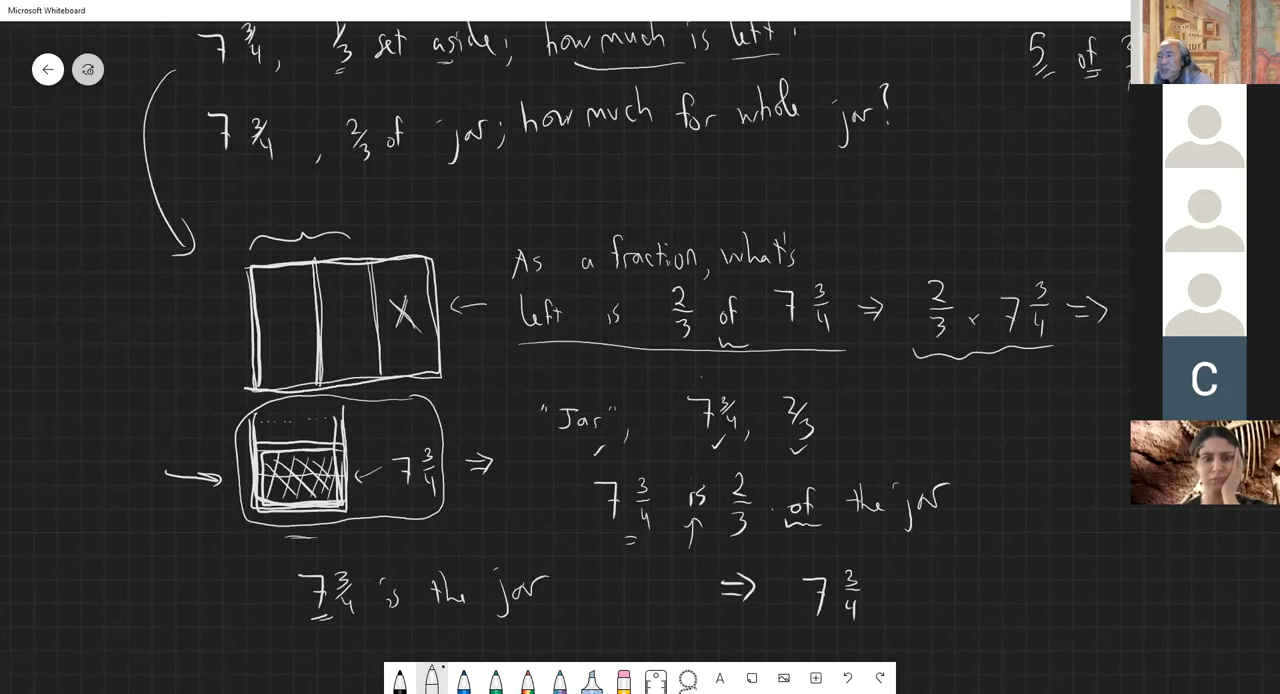 Microsoft Whiteboard
7 3/4, 1/3 set aside; how much is left.
5 of
7 3/4, 2/3 of jar; how much for whole jar?
As a fraction, what's
X ← left is 2/3 of 7 3/4 ⇒ 2/3 × 7 3/4 ⇒
"Jar", 7 3/4, 2/3
← 7 3/4 ⇒
7 3/4 is 2/3 of the jar
7 3/4 is the jar ⇒ 7 3/4
C
A